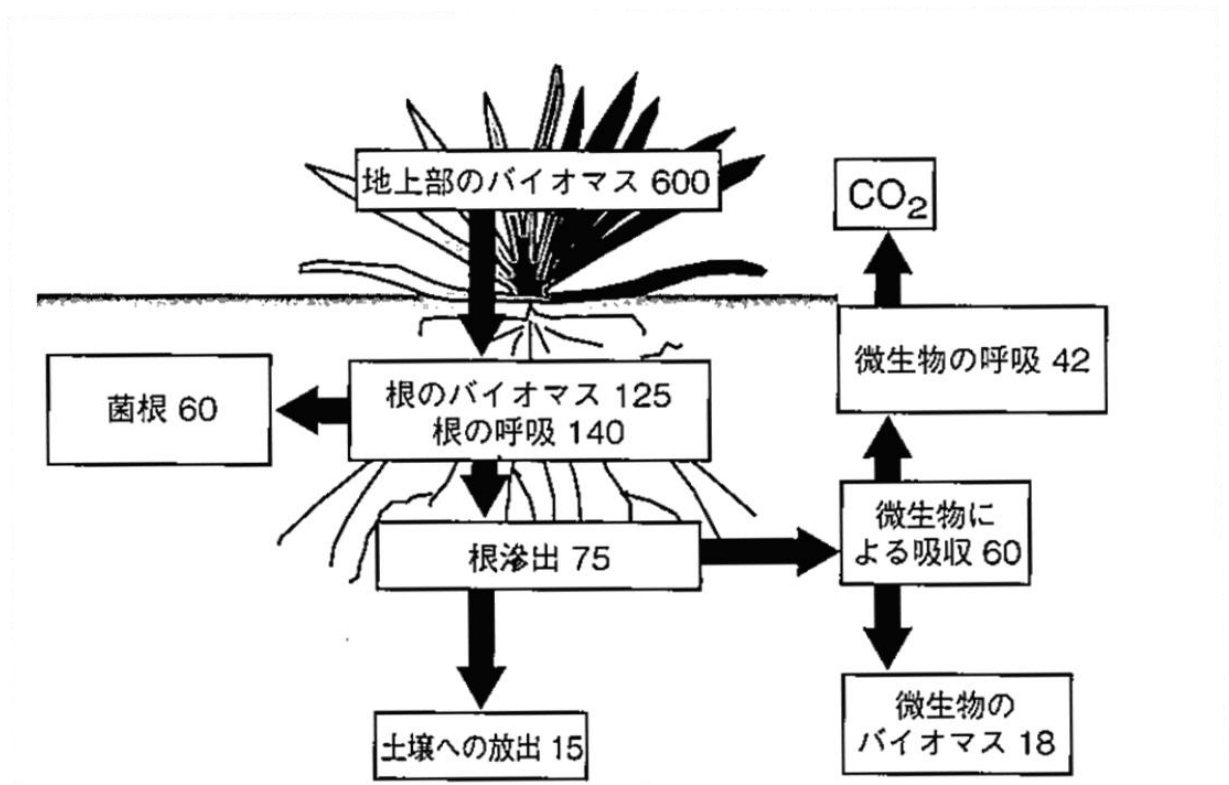 地上部のバイオマス 600
CO₂
微生物の呼吸 42
菌根 60
根のバイオマス 125
根の呼吸 140
微生物に
よる吸収 60
根滲出 75
微生物の
バイオマス 18
土壌への放出 15